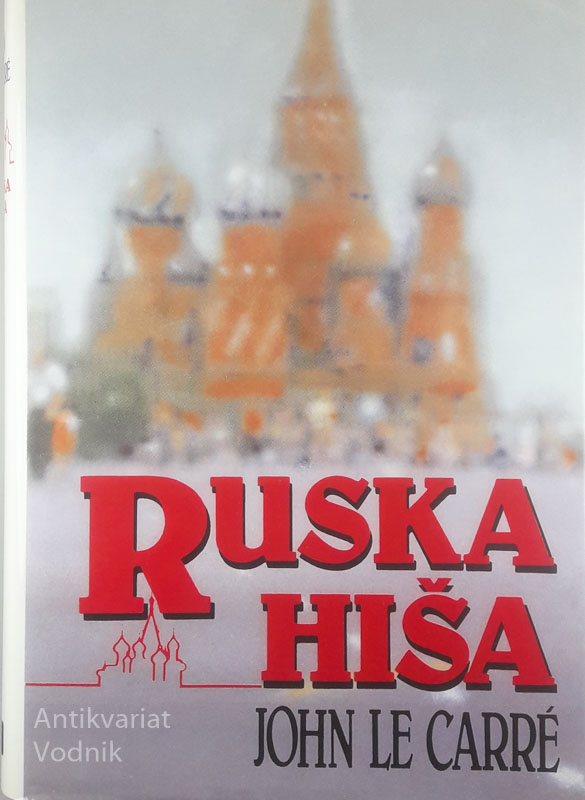 RUSKA
HIŠA
JOHN LE CARRÉ
Antikvariat
Vodnik